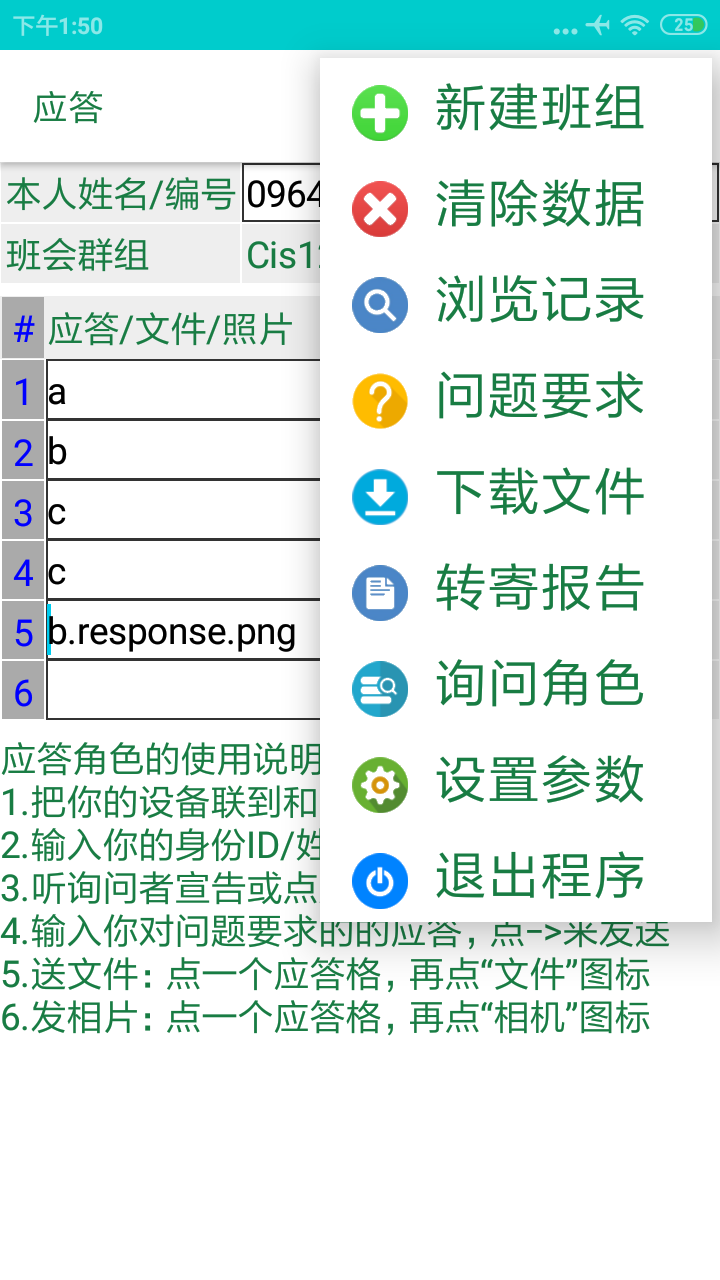 下午1:50
25
应答
本人姓名/编号 0964
班会群组 Cis1
# 应答/文件/照片
1 a
2 b
3 c
4 c
5 b.response.png
6
应答角色的使用说明
1.把你的设备联到和
2.输入你的身份ID/姓
3.听询问者宣告或点
4.输入你对问题要求的的应答, 点->来发送
5.送文件: 点一个应答格, 再点“文件”图标
6.发相片: 点一个应答格, 再点“相机”图标
新建班组
清除数据
浏览记录
问题要求
下载文件
转寄报告
询问角色
设置参数
退出程序